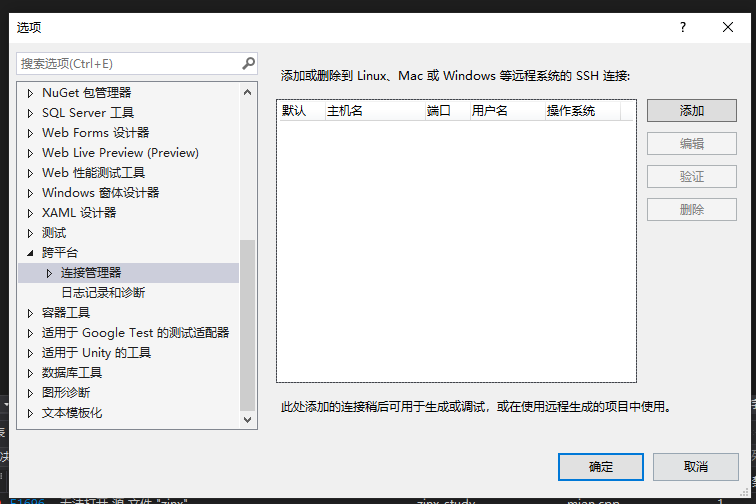 选项
搜索选项(Ctrl+E)
NuGet 包管理器
SQL Server 工具
Web Forms 设计器
Web Live Preview (Preview)
Web 性能测试工具
Windows 窗体设计器
XAML 设计器
测试
跨平台
连接管理器
日志记录和诊断
容器工具
适用于 Google Test 的测试适配器
适用于 Unity 的工具
数据库工具
图形诊断
文本模板化
添加或删除到 Linux、Mac 或 Windows 等远程系统的 SSH 连接:
默认 主机名 端口 用户名 操作系统
添加
编辑
验证
删除
此处添加的连接稍后可用于生成或调试，或在使用远程生成的项目中使用。
确定 取消